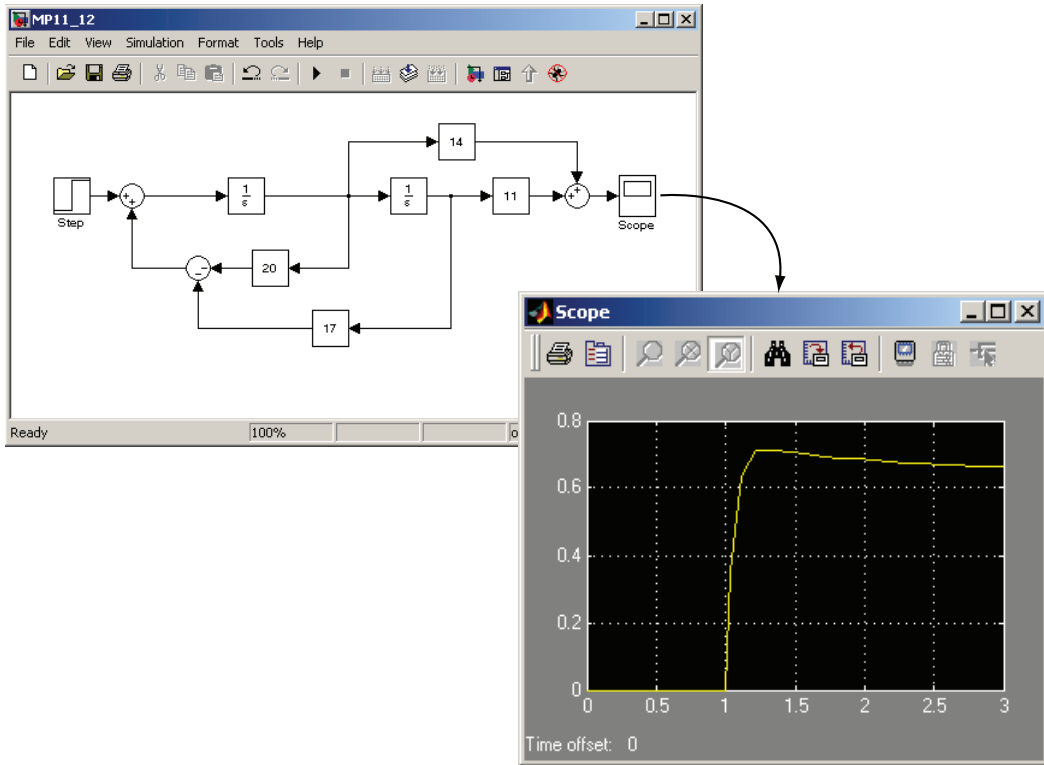 MP11_12
File Edit View Simulation Format Tools Help
14
Step
1
s
1
s
11
Scope
20
17
Ready 100% o
Scope
0.8
0.6
0.4
0.2
0
0 0.5 1 1.5 2 2.5 3
Time offset: 0